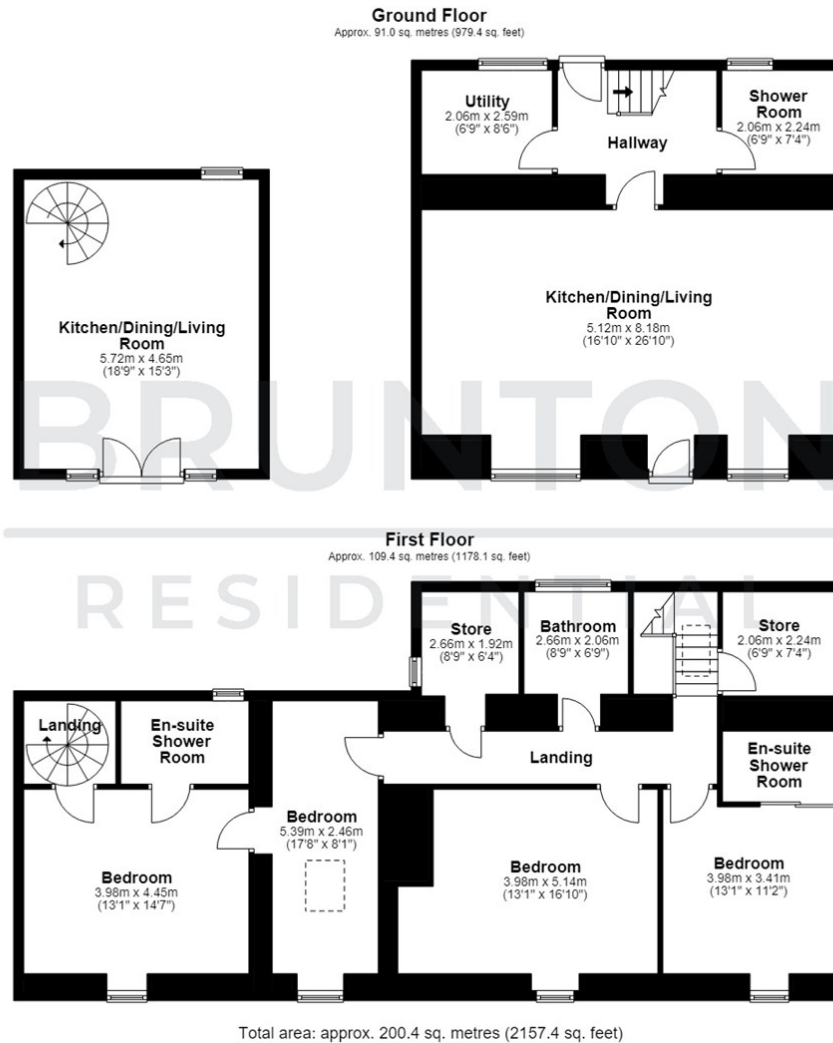 Ground Floor
Approx. 91.0 sq. metres (979.4 sq. feet)
Utility
2.06m x 2.59m
(6'9" x 8'6")
Hallway
Shower
Room
2.06m x 2.24m
(6'9" x 7'4")
Kitchen/Dining/Living
Room
5.72m x 4.65m
(18'9" x 15'3")
Kitchen/Dining/Living
Room
5.12m x 8.18m
(16'10" x 26'10")
BRUNTON
First Floor
Approx. 109.4 sq. metres (1178.1 sq. feet)
RESIDENTIAL
Store
2.66m x 1.92m
(8'9" x 6'4")
Bathroom
2.66m x 2.06m
(8'9" x 6'9")
Store
2.06m x 2.24m
(6'9" x 7'4")
Landing
En-suite
Shower
Room
Landing
En-suite
Shower
Room
Bedroom
5.39m x 2.46m
(17'8" x 8'1")
Bedroom
3.98m x 4.45m
(13'1" x 14'7")
Bedroom
3.98m x 5.14m
(13'1" x 16'10")
Bedroom
3.98m x 3.41m
(13'1" x 11'2")
Total area: approx. 200.4 sq. metres (2157.4 sq. feet)